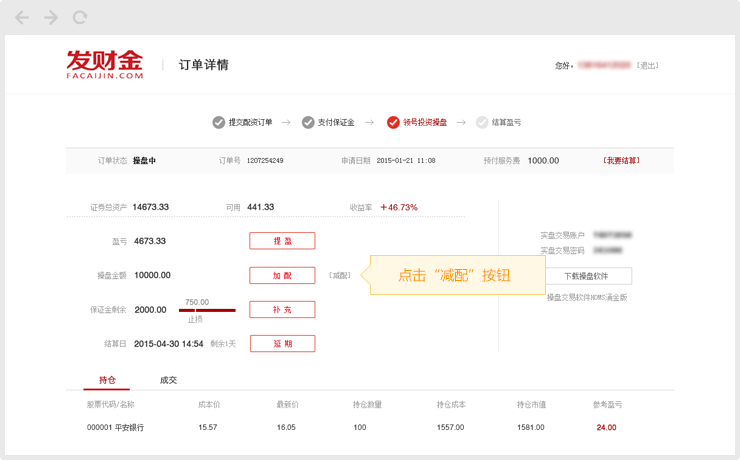 发财金
FACAIJIN.COM
订单详情
您好，
[退出]
提交配资订单
支付保证金
领号投资操盘
结算盈亏
订单状态 操盘中 订单号 1207254249 申请日期 2015-01-21 11:08 预付服务费 1000.00 [我要结算]
证券总资产 14673.33 可用 441.33 收益率 +46.73%
盈亏 4673.33 提 盈
实盘交易账户
实盘交易密码
操盘金额 10000.00 加 配 [减配]
点击“减配”按钮
下载操盘软件
操盘交易软件HOMS涌金版
保证金剩余 2000.00 750.00 补 充
止损
结算日 2015-04-30 14:54 剩余1天 延 期
持仓 成交
股票代码/名称 成本价 最新价 持仓数量 持仓成本 持仓市值 参考盈亏
000001 平安银行 15.57 16.05 100 1557.00 1581.00 24.00